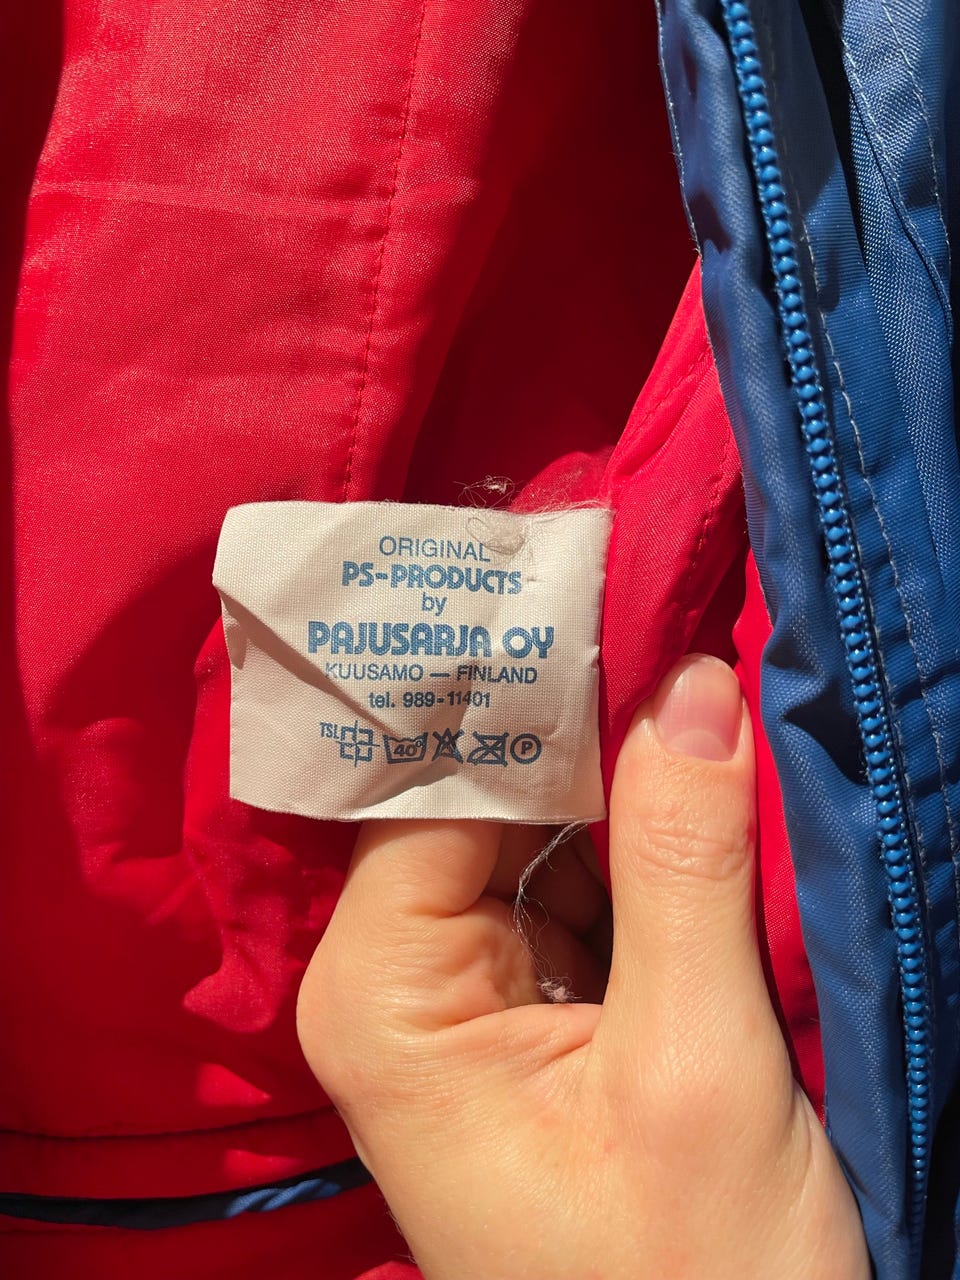 ORIGINAL
PS-PRODUCTS
by
PAJUSARJA OY
KUUSAMO — FINLAND
tel. 989-11401
TSL 40° P